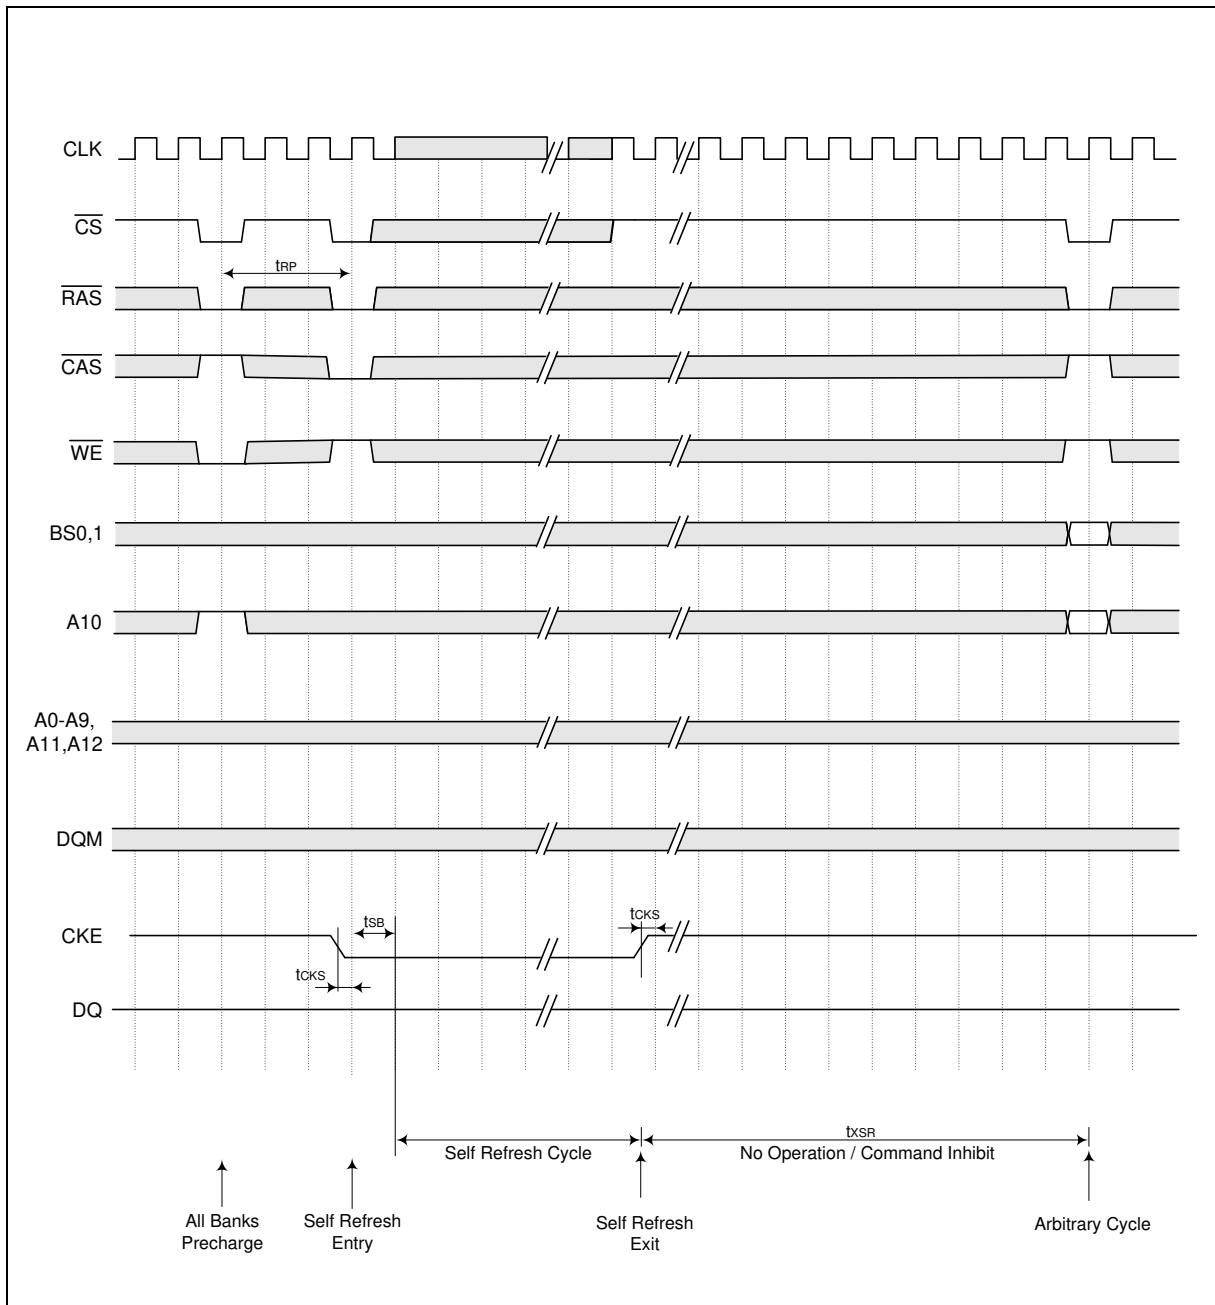 CLK
CS
tRP
RAS
CAS
WE
BS0,1
A10
A0-A9,
A11,A12
DQM
tSB
tCKS
CKE
tCKS
DQ
tXSR
Self Refresh Cycle
No Operation / Command Inhibit
All Banks
Precharge
Self Refresh
Entry
Self Refresh
Exit
Arbitrary Cycle